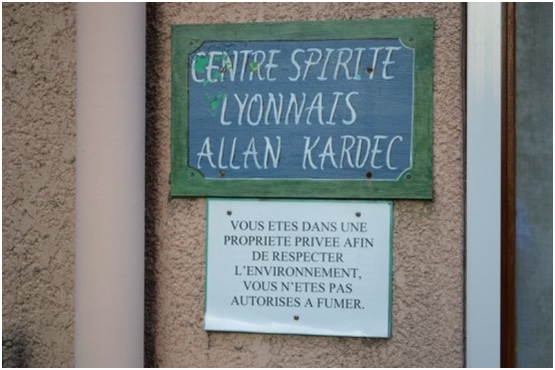 CENTRE SPIRITE
LYONNAIS
ALLAN KARDEC
VOUS ETES DANS UNE
PROPRIETE PRIVEE AFIN
DE RESPECTER
L'ENVIRONNEMENT,
VOUS N'ETES PAS
AUTORISES A FUMER.